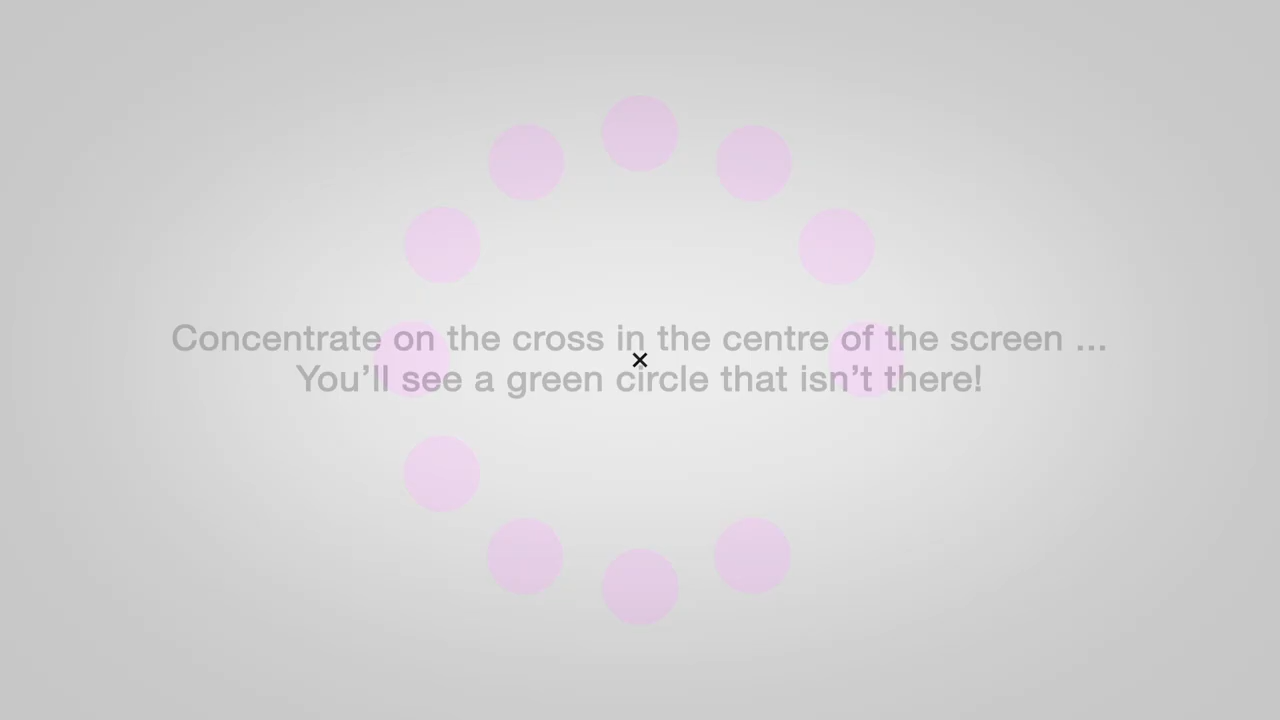 Concentrate on the cross in the centre of the screen ...
You’ll see a green circle that isn’t there!